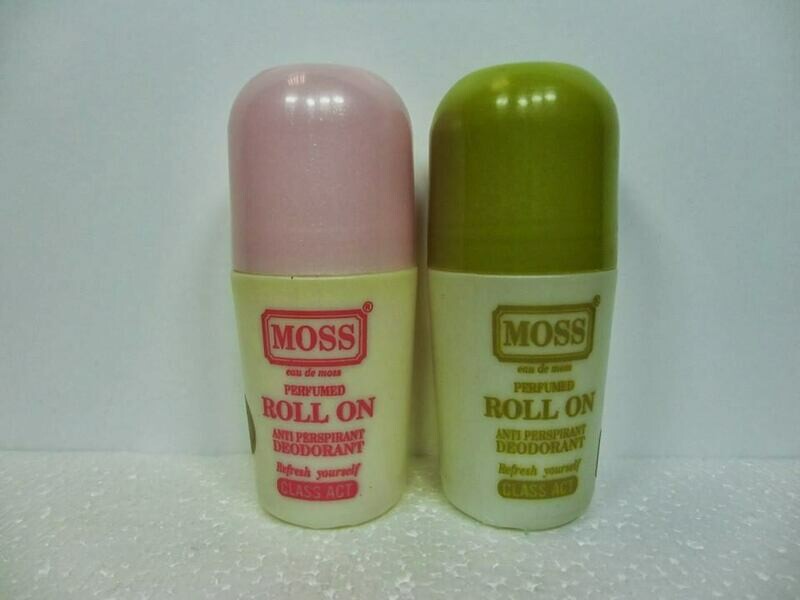 MOSS®
eau de moss
PERFUMED
ROLL ON
ANTI PERSPIRANT
DEODORANT
Refresh yourself
CLASS ACT
MOSS®
eau de moss
PERFUMED
ROLL ON
ANTI PERSPIRANT
DEODORANT
Refresh yourself
CLASS ACT